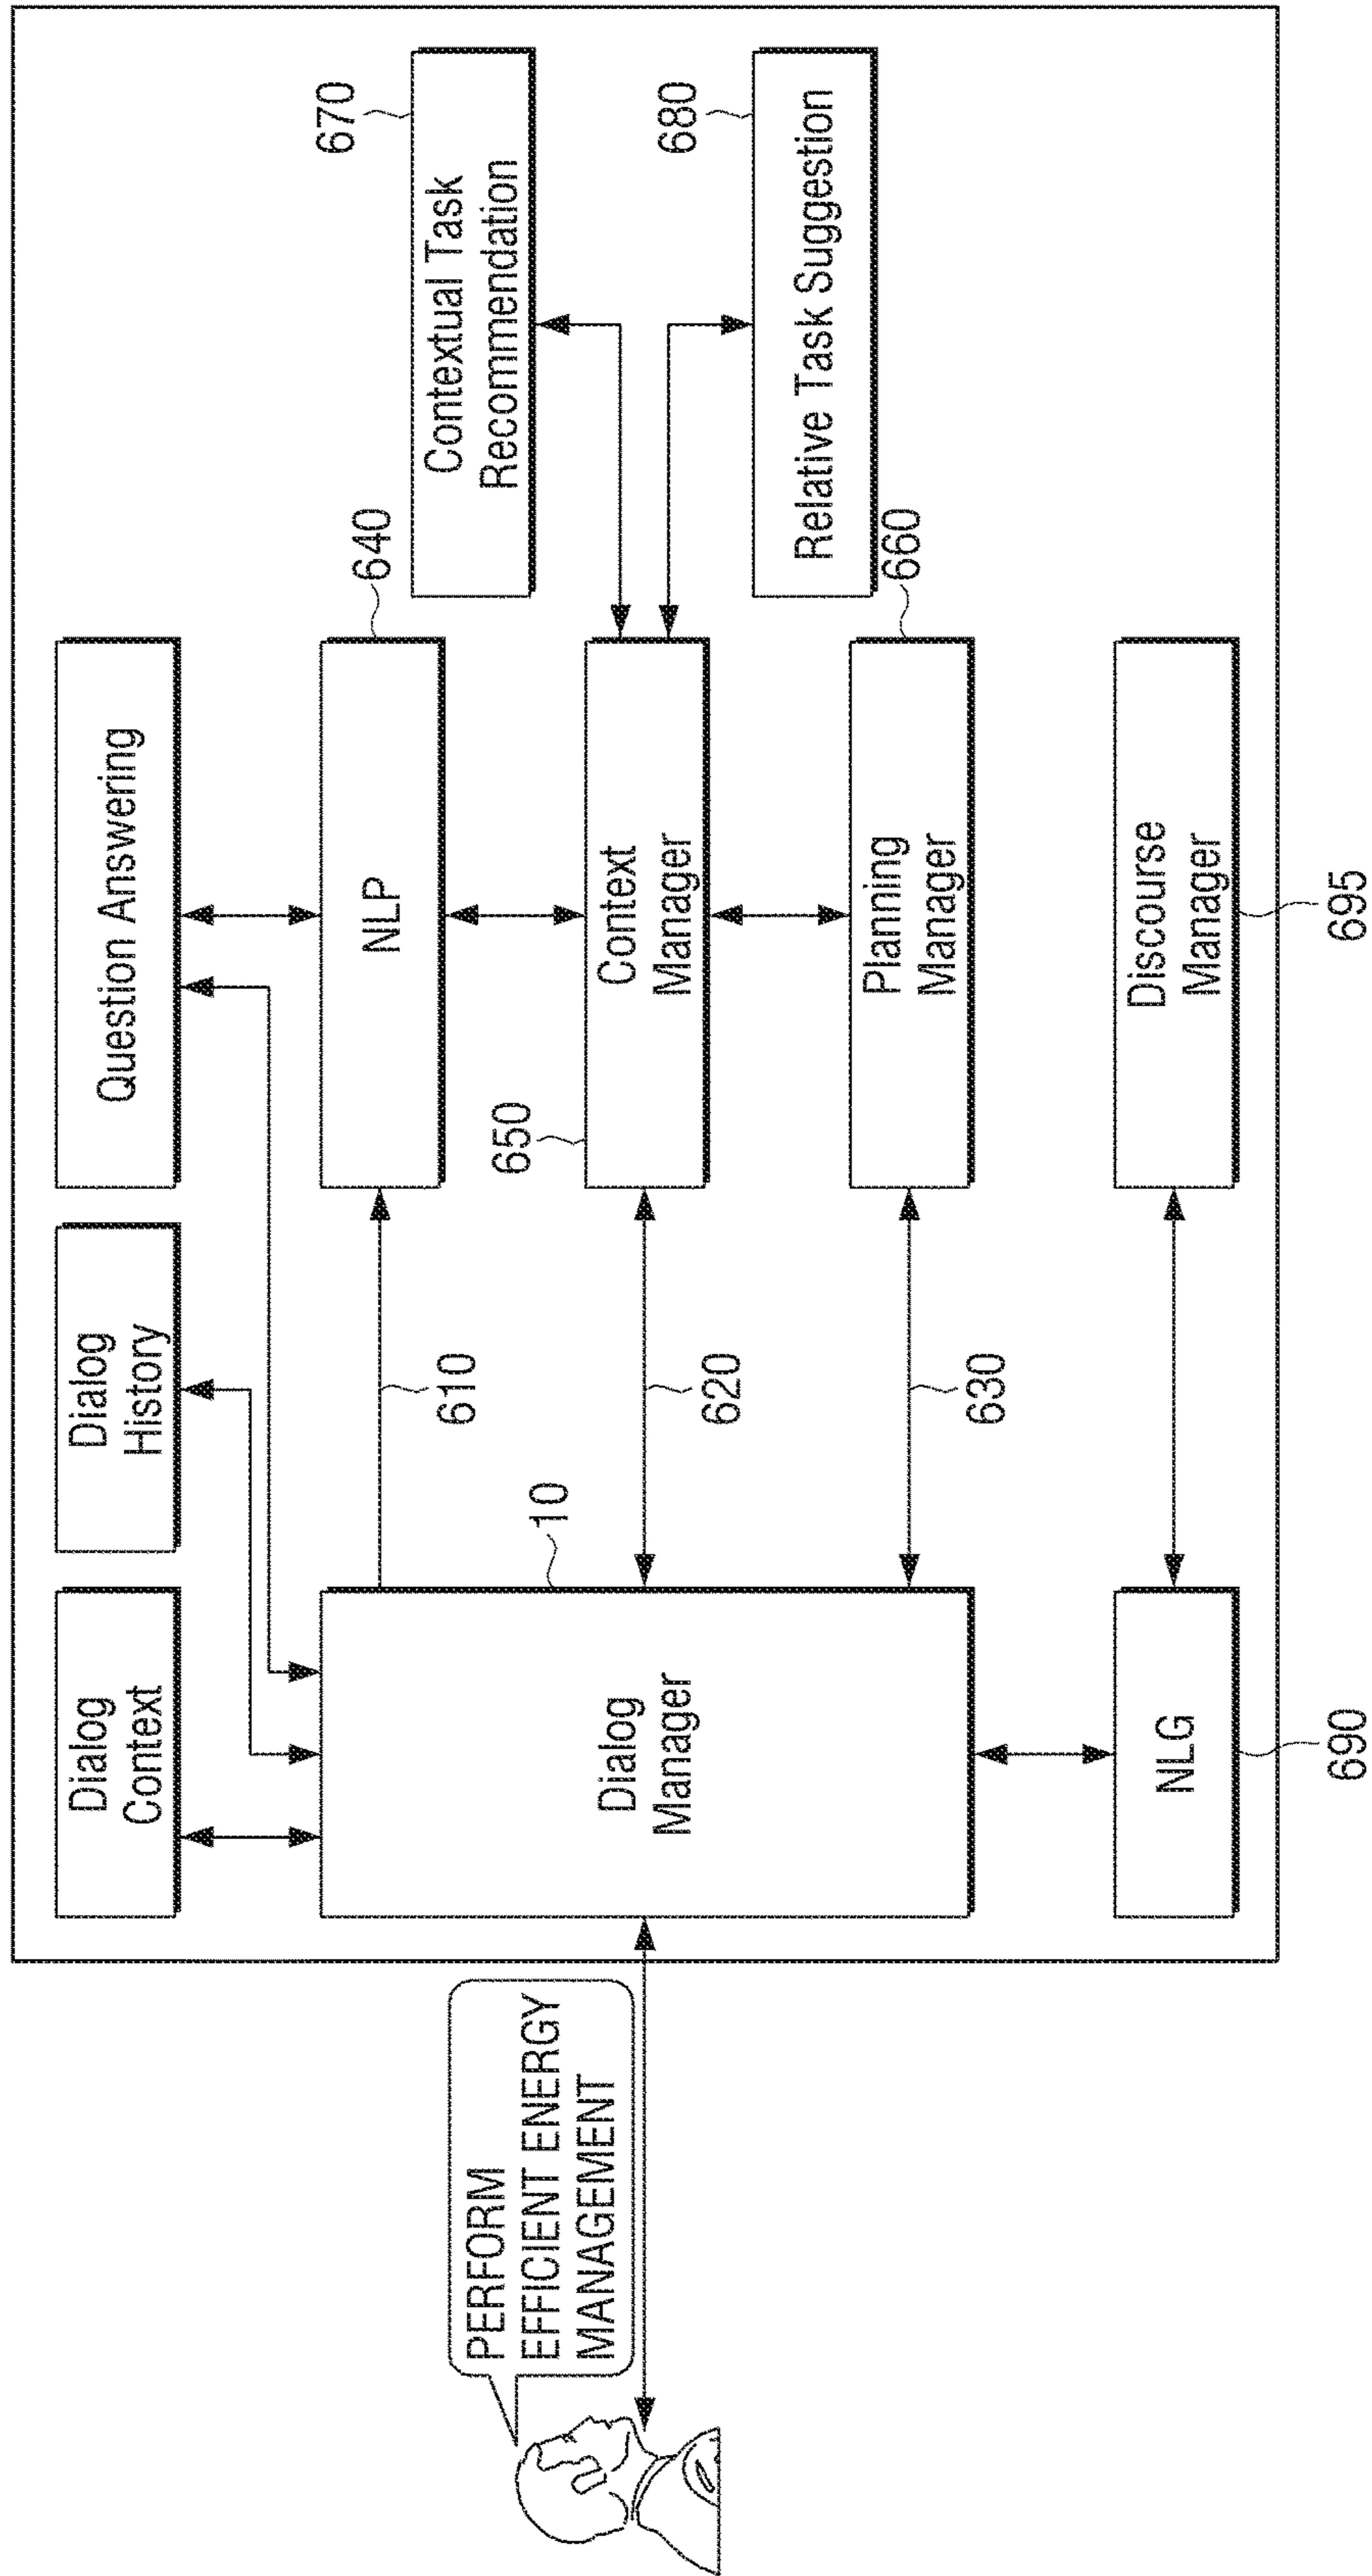 PERFORM
EFFICIENT ENERGY
MANAGEMENT
Dialog
Context
Dialog
History
Question Answering
10
Dialog
Manager
610
620
630
640
NLP
650
Context
Manager
660
Planning
Manager
670
Contextual Task
Recommendation
680
Relative Task Suggestion
NLG
690
Discourse
Manager
695